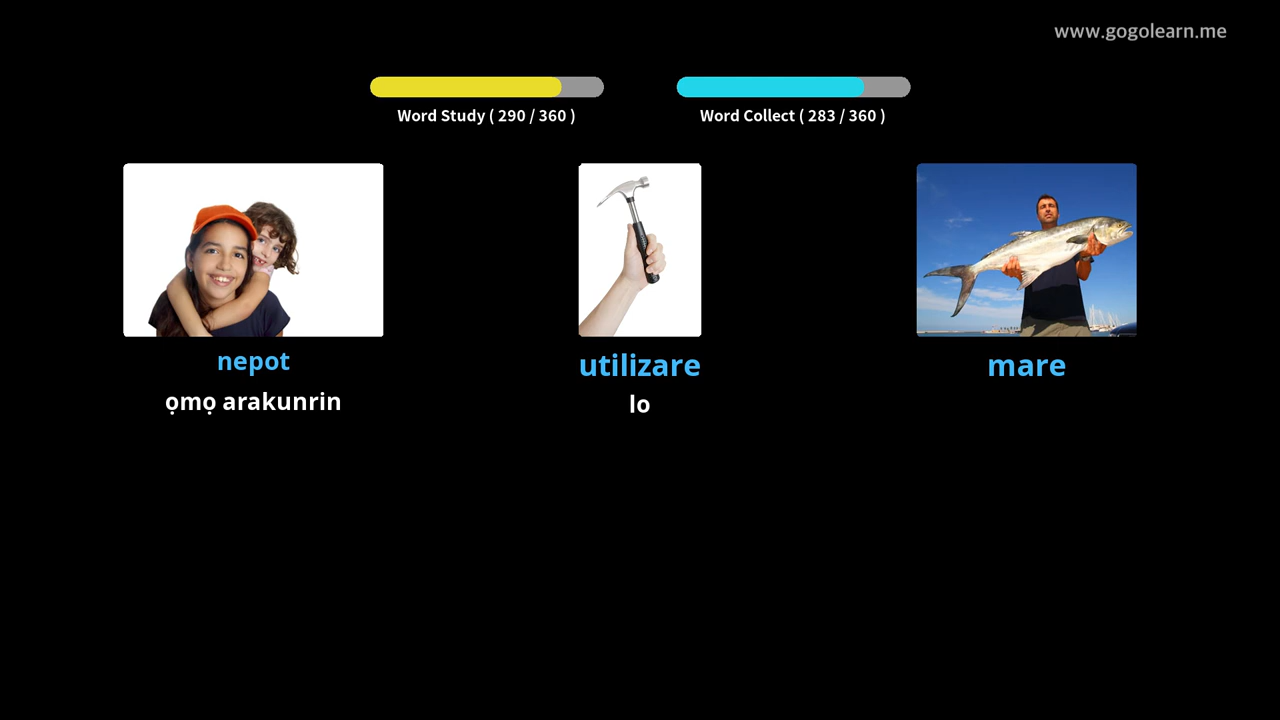 www.gogolearn.me
Word Study ( 290 / 360 )
Word Collect ( 283 / 360 )
nepot
utilizare
mare
ọmọ arakunrin
lo